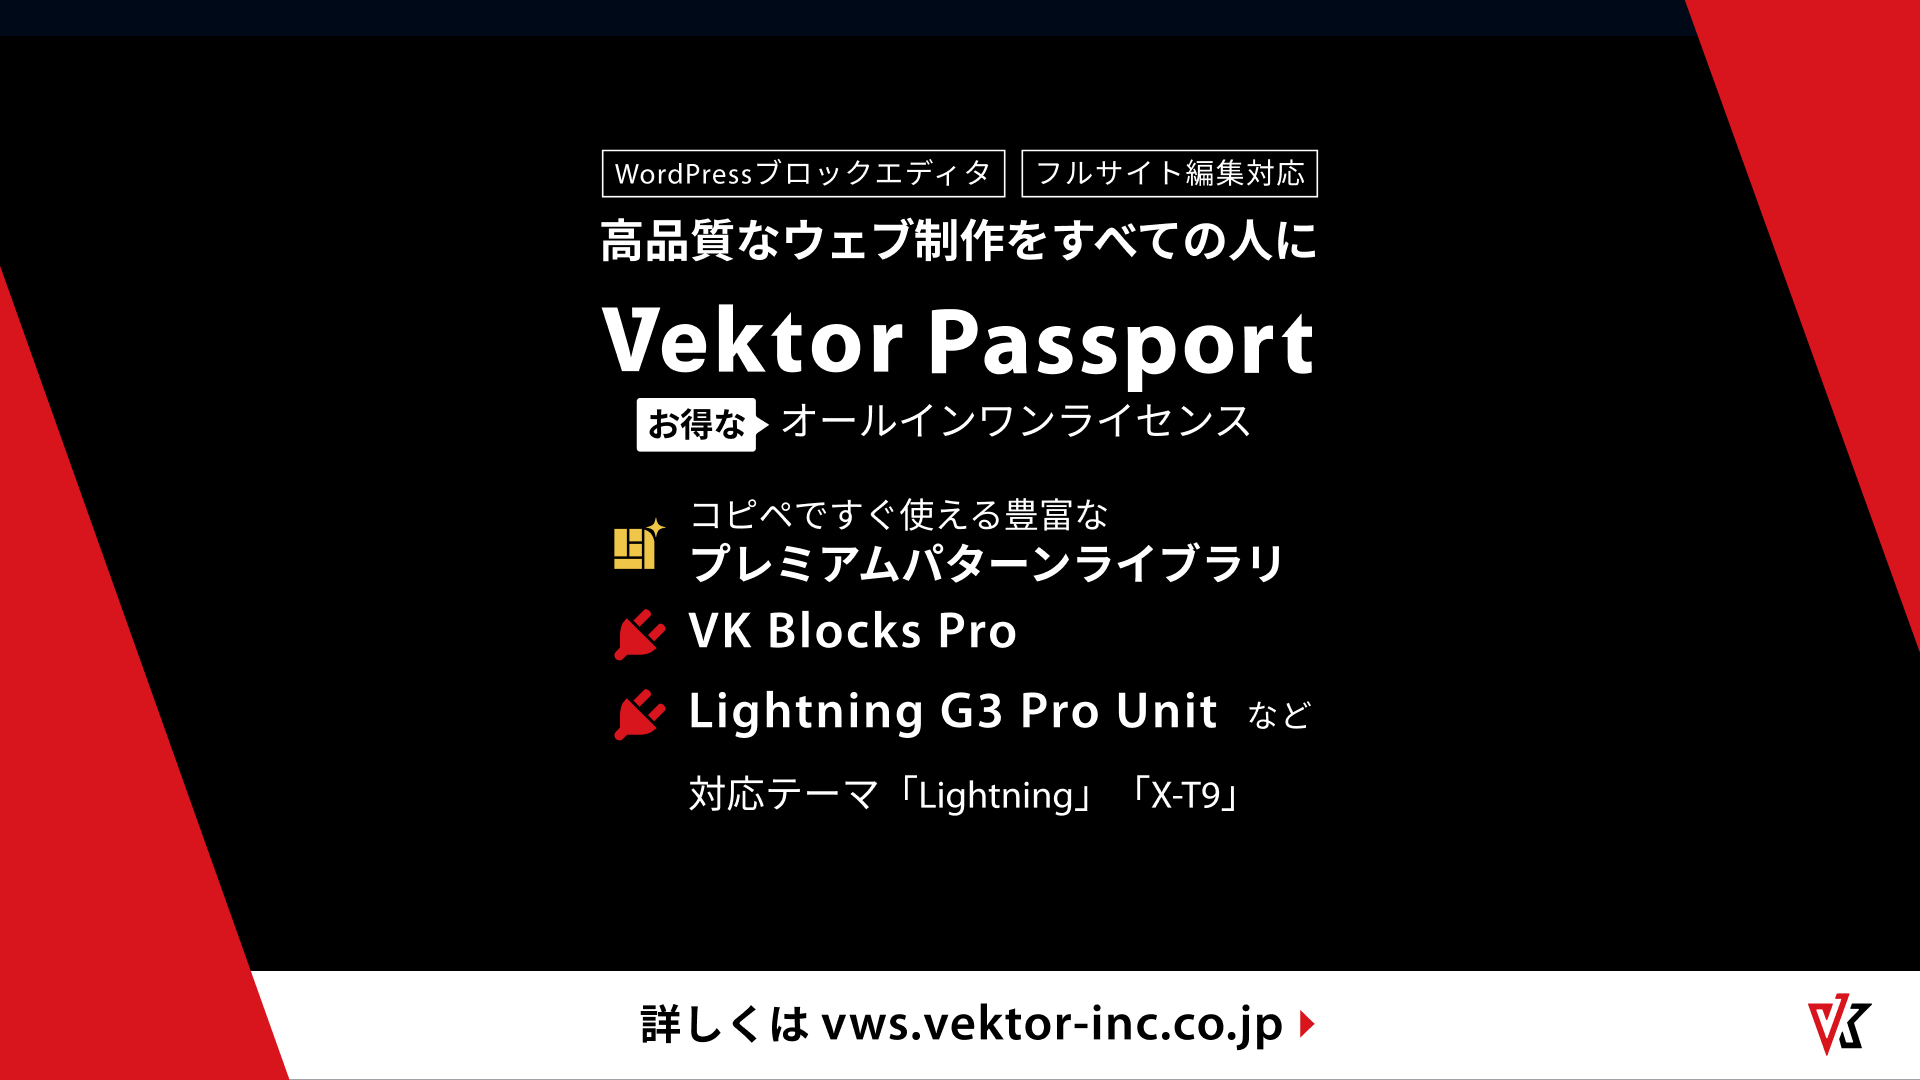 WordPressブロックエディタ フルサイト編集対応
高品質なウェブ制作をすべての人に
Vektor Passport
お得な オールインワンライセンス
コピペですぐ使える豊富な
プレミアムパターンライブラリ
VK Blocks Pro
Lightning G3 Pro Unit など
対応テーマ「Lightning」「X-T9」
詳しくは vws.vektor-inc.co.jp
VK